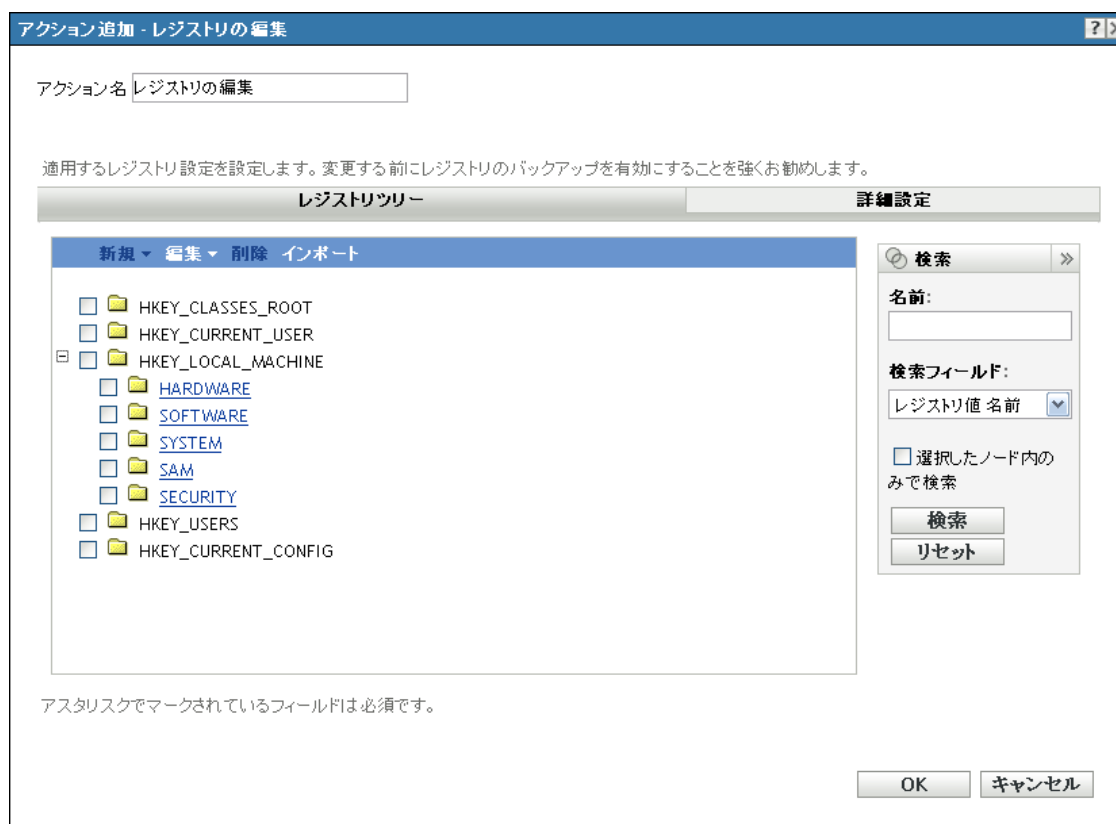 アクション追加 - レジストリの編集
アクション名 レジストリの編集
適用するレジストリ設定を設定します。変更する前にレジストリのバックアップを有効にすることを強くお勧めします。
レジストリツリー 詳細設定
新規 編集 削除 インポート
HKEY_CLASSES_ROOT
HKEY_CURRENT_USER
HKEY_LOCAL_MACHINE
HARDWARE
SOFTWARE
SYSTEM
SAM
SECURITY
HKEY_USERS
HKEY_CURRENT_CONFIG
検索
名前:
検索フィールド:
レジストリ値 名前
選択したノード内の
みで検索
検索
リセット
アスタリスクでマークされているフィールドは必須です。
OK キャンセル